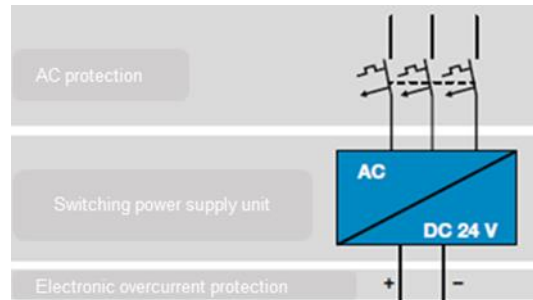 AC protection
AC
Switching power supply unit
DC 24 V
Electronic overcurrent protection
+ −